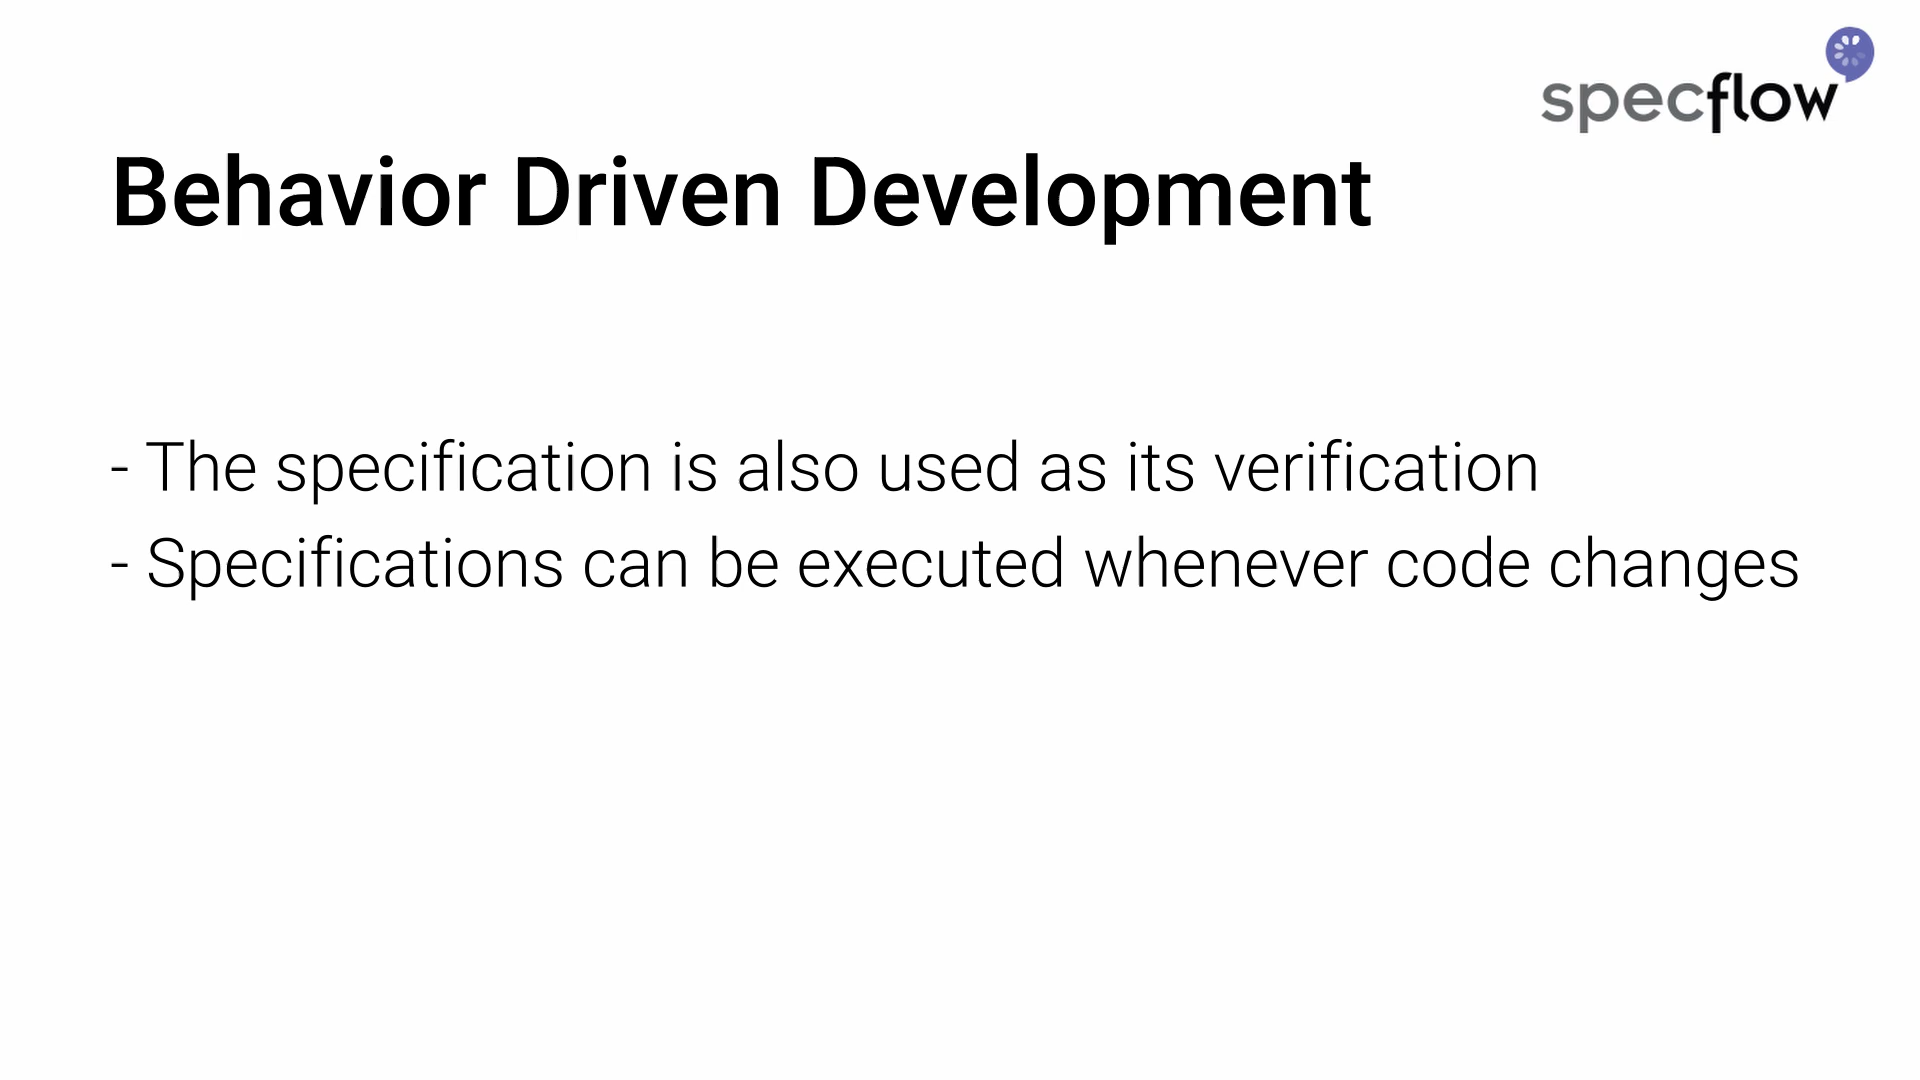 specflow
Behavior Driven Development
- The specification is also used as its verification
- Specifications can be executed whenever code changes